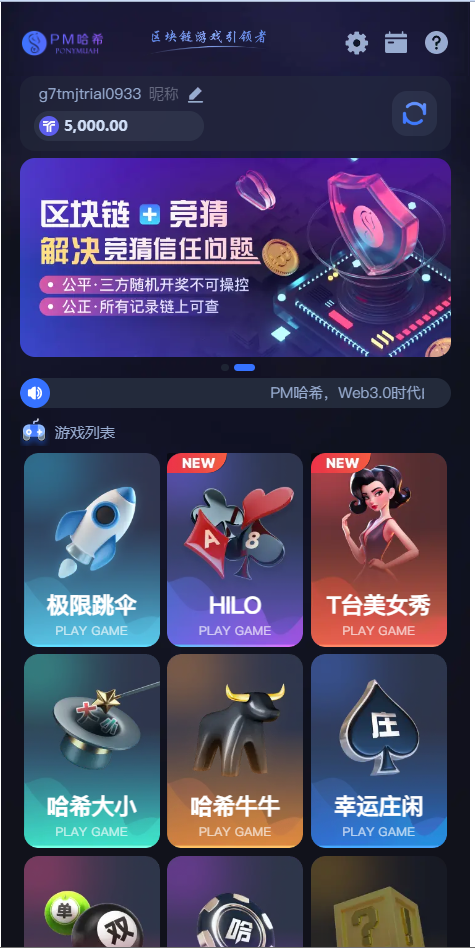 PM哈希
PONYMUAH
区块链游戏引领者
g7tmjtrial0933 昵称
5,000.00
区块链 + 竞猜
解决竞猜信任问题
公平·三方随机开奖不可操控
公正·所有记录链上可查
PM哈希，Web3.0时代
游戏列表
极限跳伞
PLAY GAME
NEW
A
8
HILO
PLAY GAME
NEW
T台美女秀
PLAY GAME
大小
哈希大小
PLAY GAME
哈希牛牛
PLAY GAME
庄
幸运庄闲
PLAY GAME
单
双
哈
?